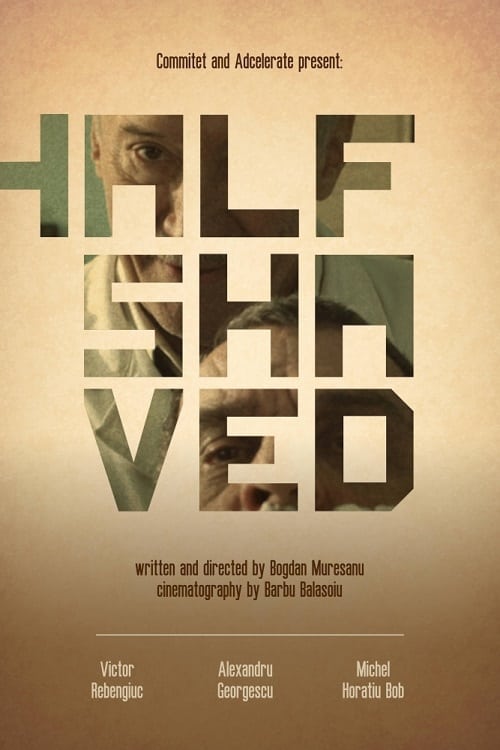 Commitet and Adcelerate present:
HALF
SHA
VED
written and directed by Bogdan Muresanu
cinematography by Barbu Balasoiu
Victor Rebengiuc
Alexandru Georgescu
Michel Horatiu Bob